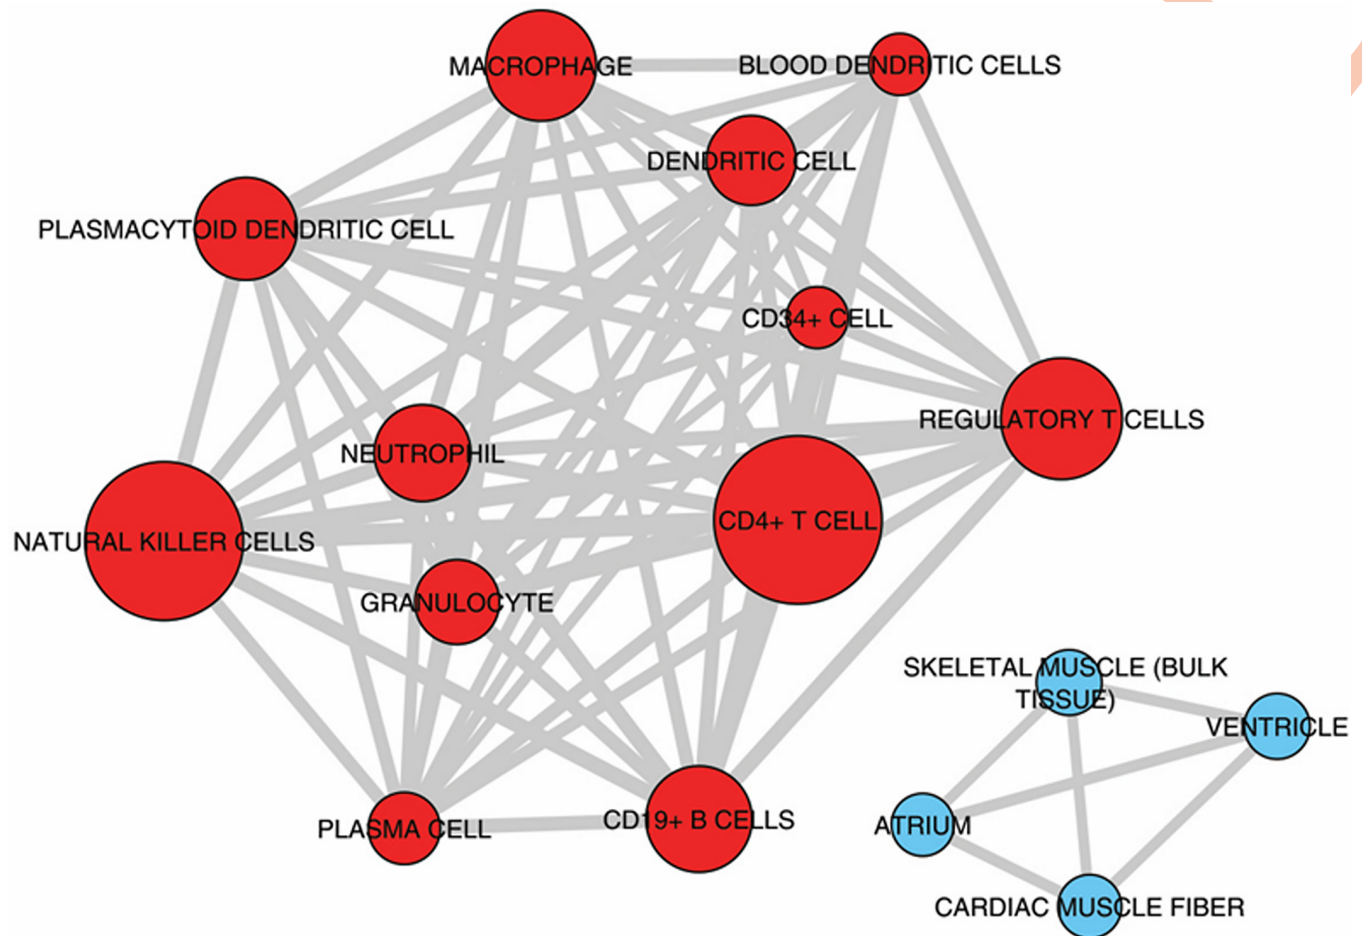 MACROPHAGE
BLOOD DENDRITIC CELLS
DENDRITIC CELL
PLASMACYTOID DENDRITIC CELL
CD34+ CELL
REGULATORY T CELLS
NEUTROPHIL
CD4+ T CELL
NATURAL KILLER CELLS
GRANULOCYTE
SKELETAL MUSCLE (BULK
TISSUE)
VENTRICLE
PLASMA CELL
CD19+ B CELLS
ATRIUM
CARDIAC MUSCLE FIBER